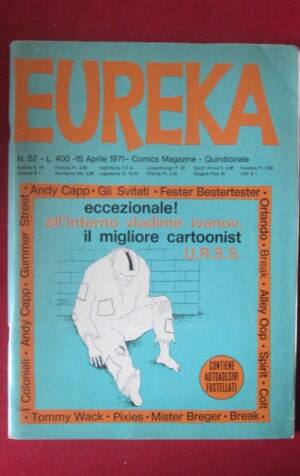 EUREKA
N. 52 - L. 400 -15 Aprile 1971- Comics Magazine - Quindicinale
Andy Capp · Gli Svitati · Fester Bestertester
Orlando · Break · Alley Oop · Spirit · Colt
I Coloniali · Andy Capp · Gummer Street
eccezionale!
all'interno vladimir ivanov,
il migliore cartoonist
U.R.S.S.
CONTIENE
AUTOADESIVI
FUSTELLATI
Tommy Wack · Pixies · Mister Breger · Break